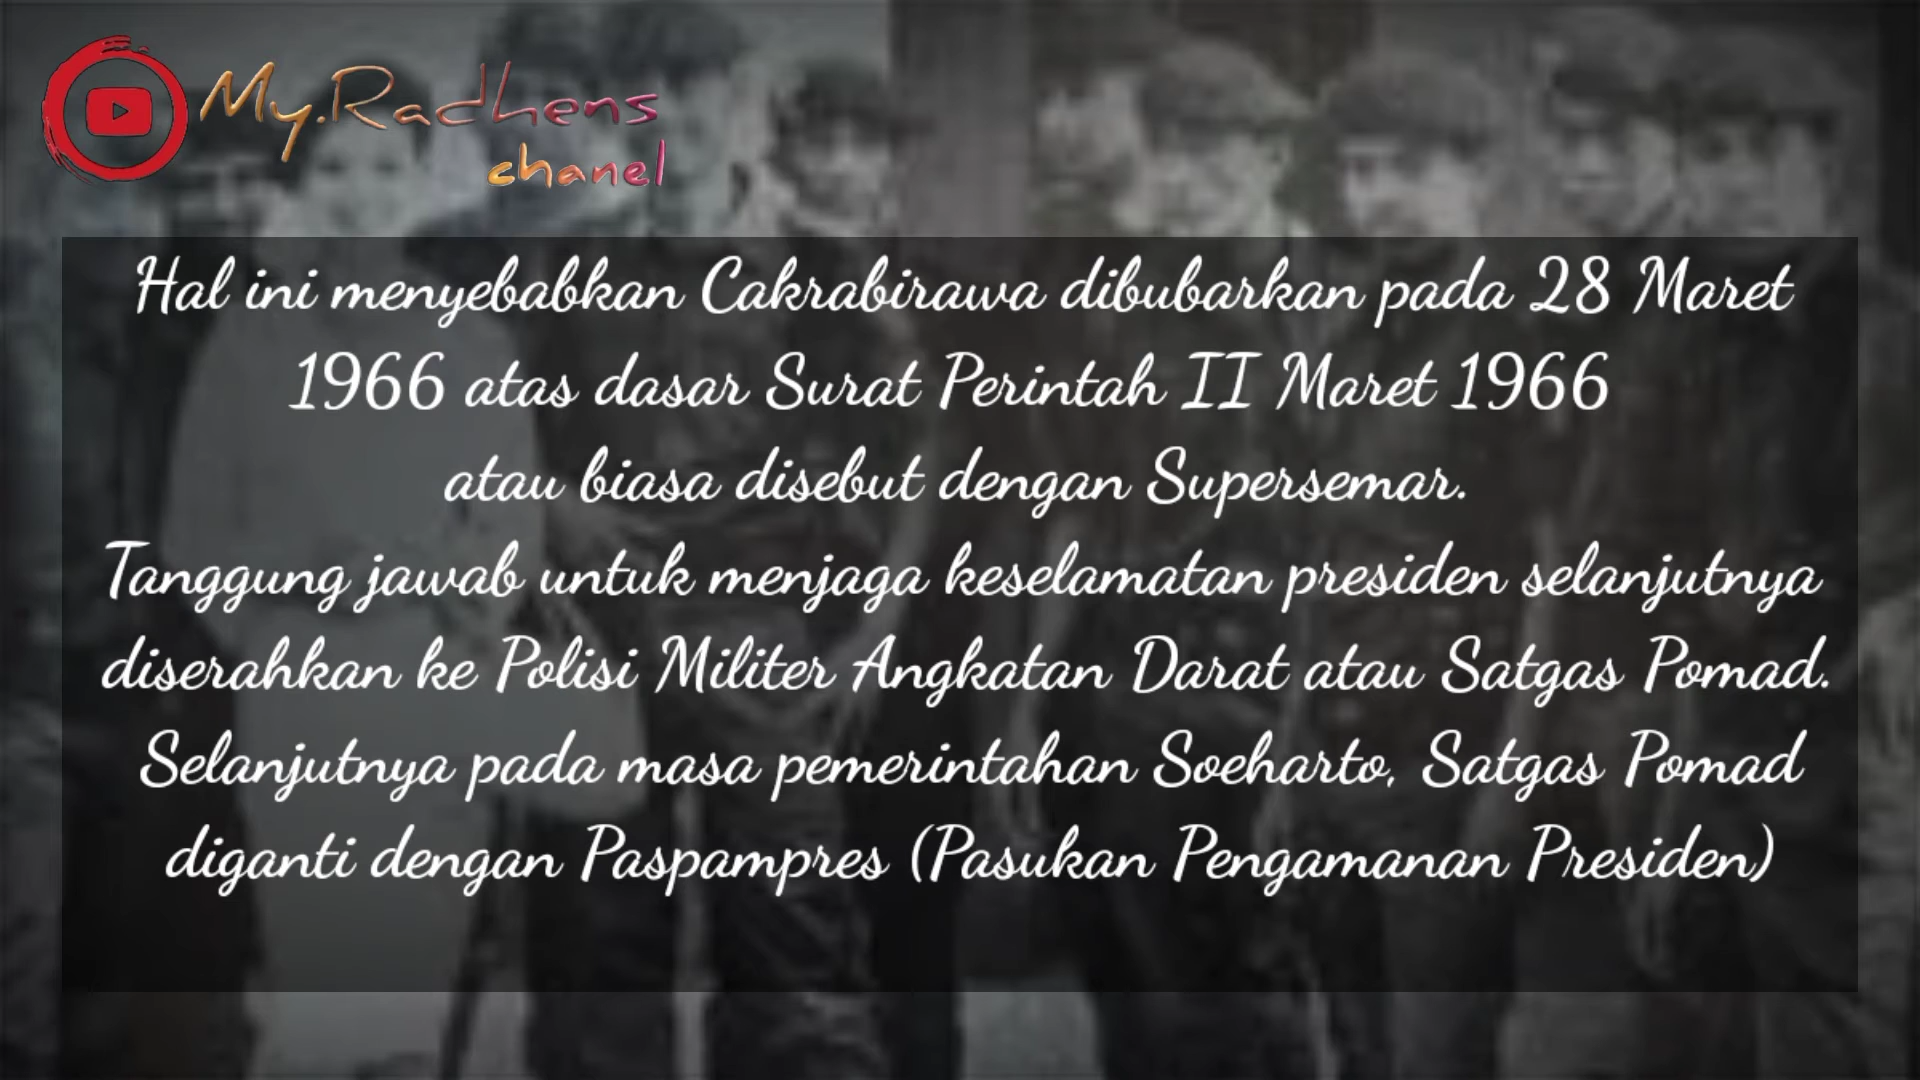 My.Radhens
chanel
Hal ini menyebabkan Cakrabirawa dibubarkan pada 28 Maret
1966 atas dasar Surat Perintah II Maret 1966
atau biasa disebut dengan Supersemar.
Tanggung jawab untuk menjaga keselamatan presiden selanjutnya
diserahkan ke Polisi Militer Angkatan Darat atau Satgas Pomad.
Selanjutnya pada masa pemerintahan Soeharto, Satgas Pomad
diganti dengan Paspampres (Pasukan Pengamanan Presiden)